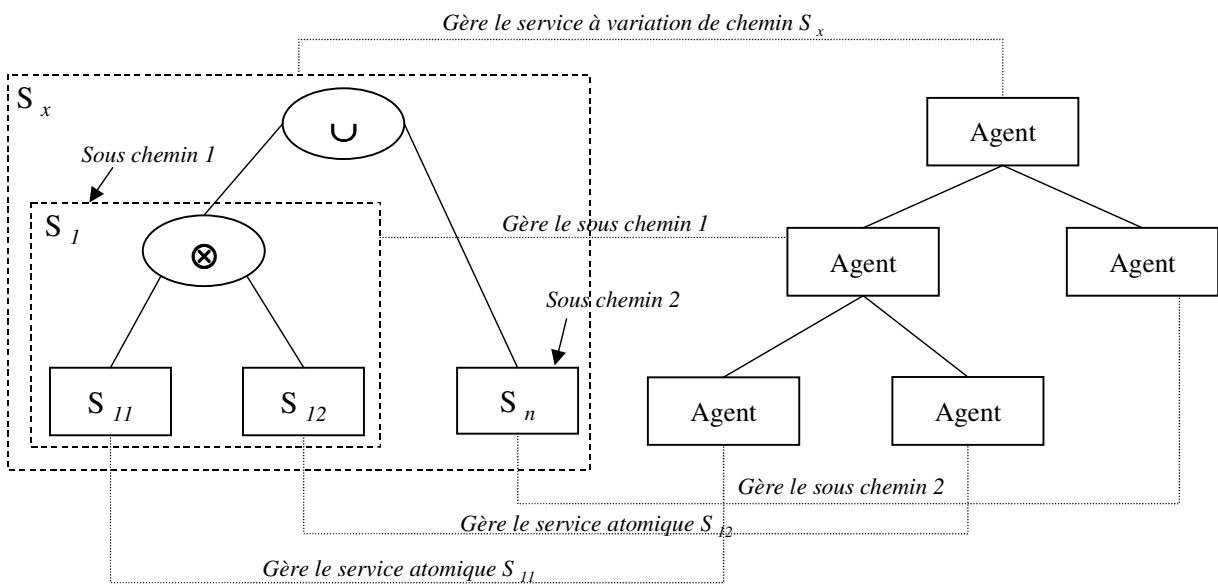 Gère le service à variation de chemin S x
S x
∪
Agent
Sous chemin 1
S 1
⊗
Gère le sous chemin 1
Agent
Agent
Sous chemin 2
S 11
S 12
S n
Agent
Agent
Gère le sous chemin 2
Gère le service atomique S 12
Gère le service atomique S 11